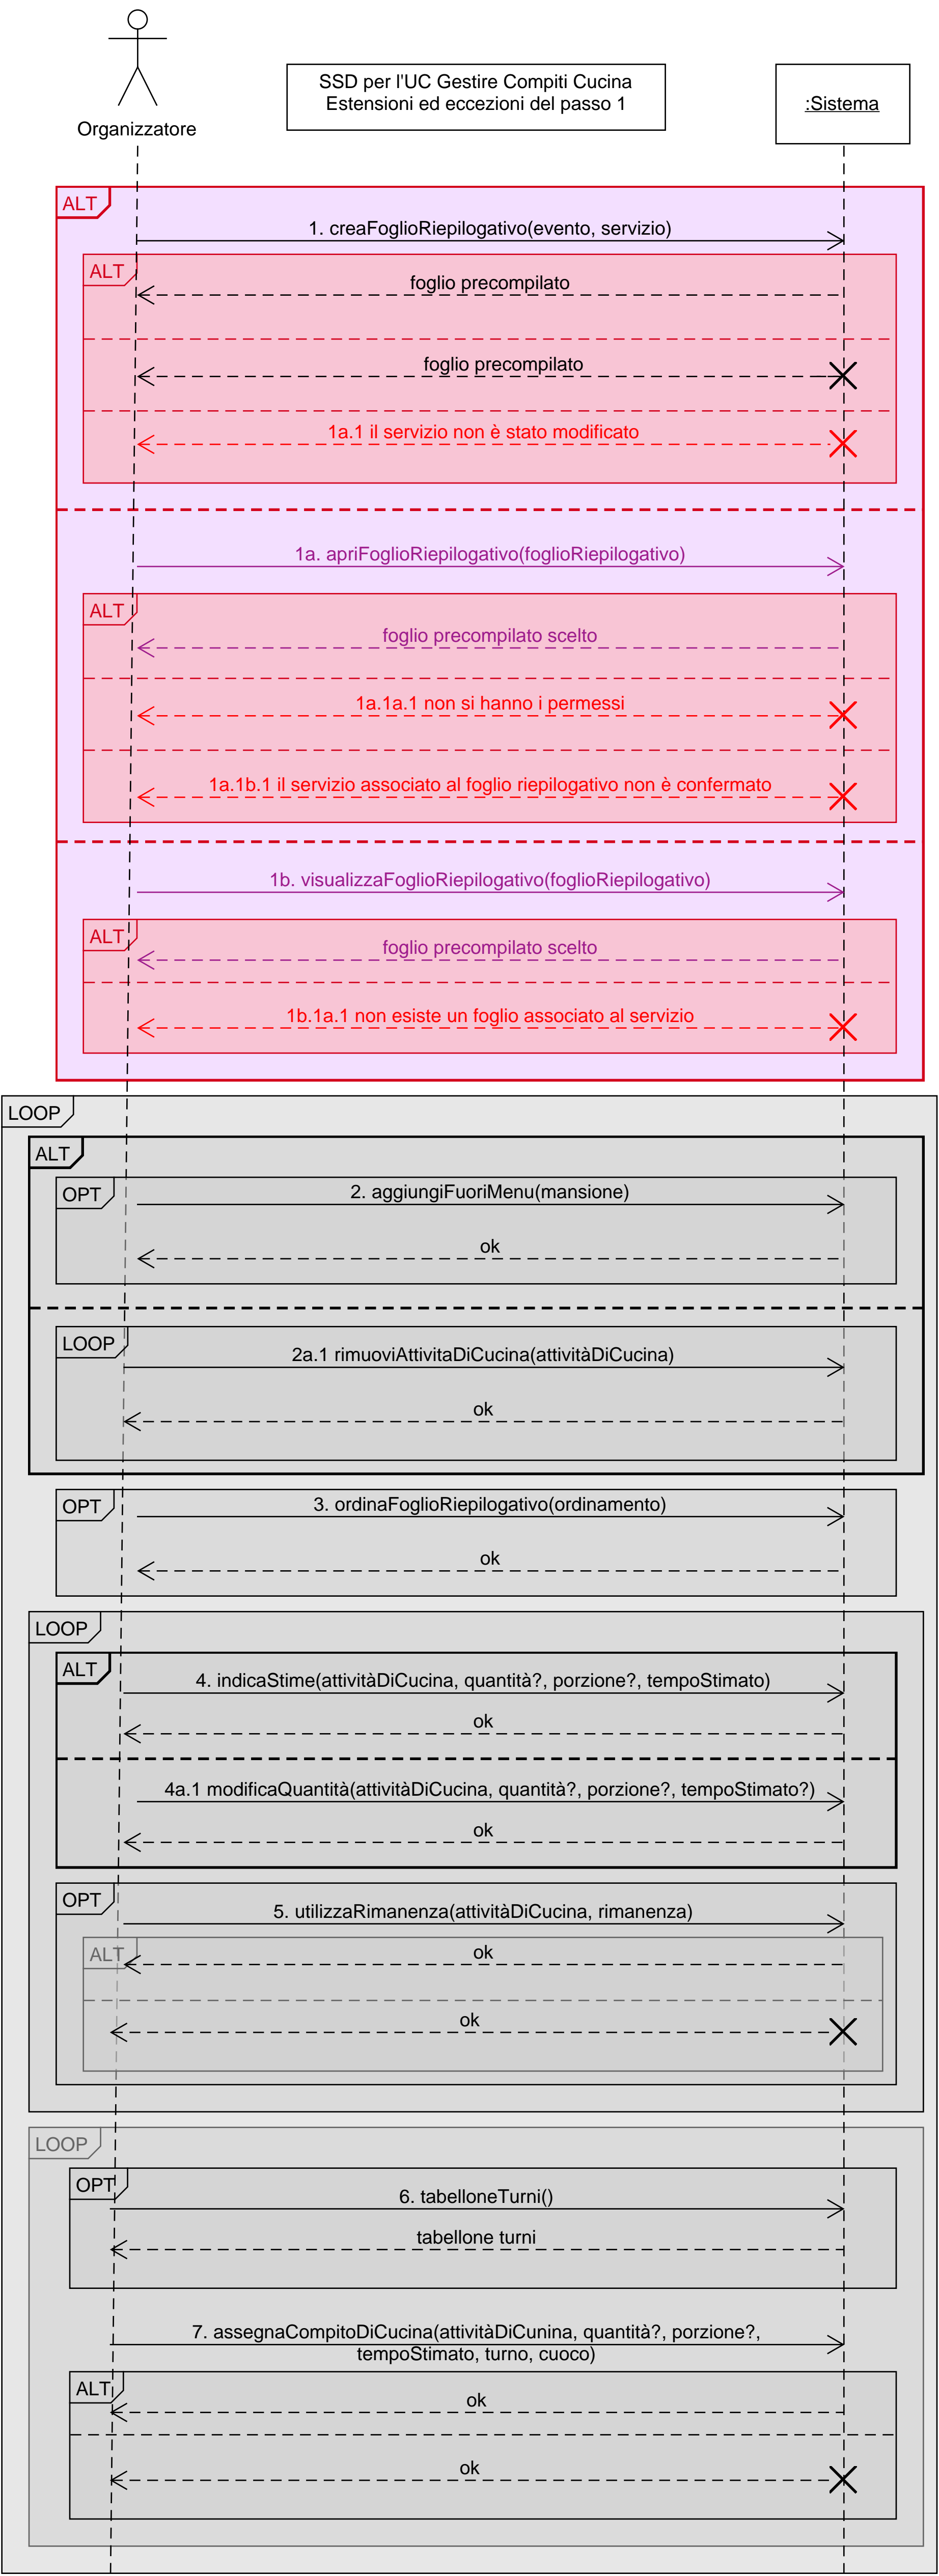 SSD per l'UC Gestire Compiti Cucina
Estensioni ed eccezioni del passo 1
:Sistema
Organizzatore
ALT
1. creaFoglioRiepilogativo(evento, servizio)
ALT
foglio precompilato
foglio precompilato
1a.1 il servizio non è stato modificato
1a. apriFoglioRiepilogativo(foglioRiepilogativo)
ALT
foglio precompilato scelto
1a.1a.1 non si hanno i permessi
1a.1b.1 il servizio associato al foglio riepilogativo non è confermato
1b. visualizzaFoglioRiepilogativo(foglioRiepilogativo)
ALT
foglio precompilato scelto
1b.1a.1 non esiste un foglio associato al servizio
LOOP
ALT
OPT
2. aggiungiFuoriMenu(mansione)
ok
LOOP
2a.1 rimuoviAttivitaDiCucina(attivitàDiCucina)
ok
OPT
3. ordinaFoglioRiepilogativo(ordinamento)
ok
LOOP
ALT
4. indicaStime(attivitàDiCucina, quantità?, porzione?, tempoStimato)
ok
4a.1 modificaQuantità(attivitàDiCucina, quantità?, porzione?, tempoStimato?)
ok
OPT
5. utilizzaRimanenza(attivitàDiCucina, rimanenza)
ALT
ok
ok
LOOP
OPT
6. tabelloneTurni()
tabellone turni
7. assegnaCompitoDiCucina(attivitàDiCunina, quantità?, porzione?,
tempoStimato, turno, cuoco)
ALT
ok
ok